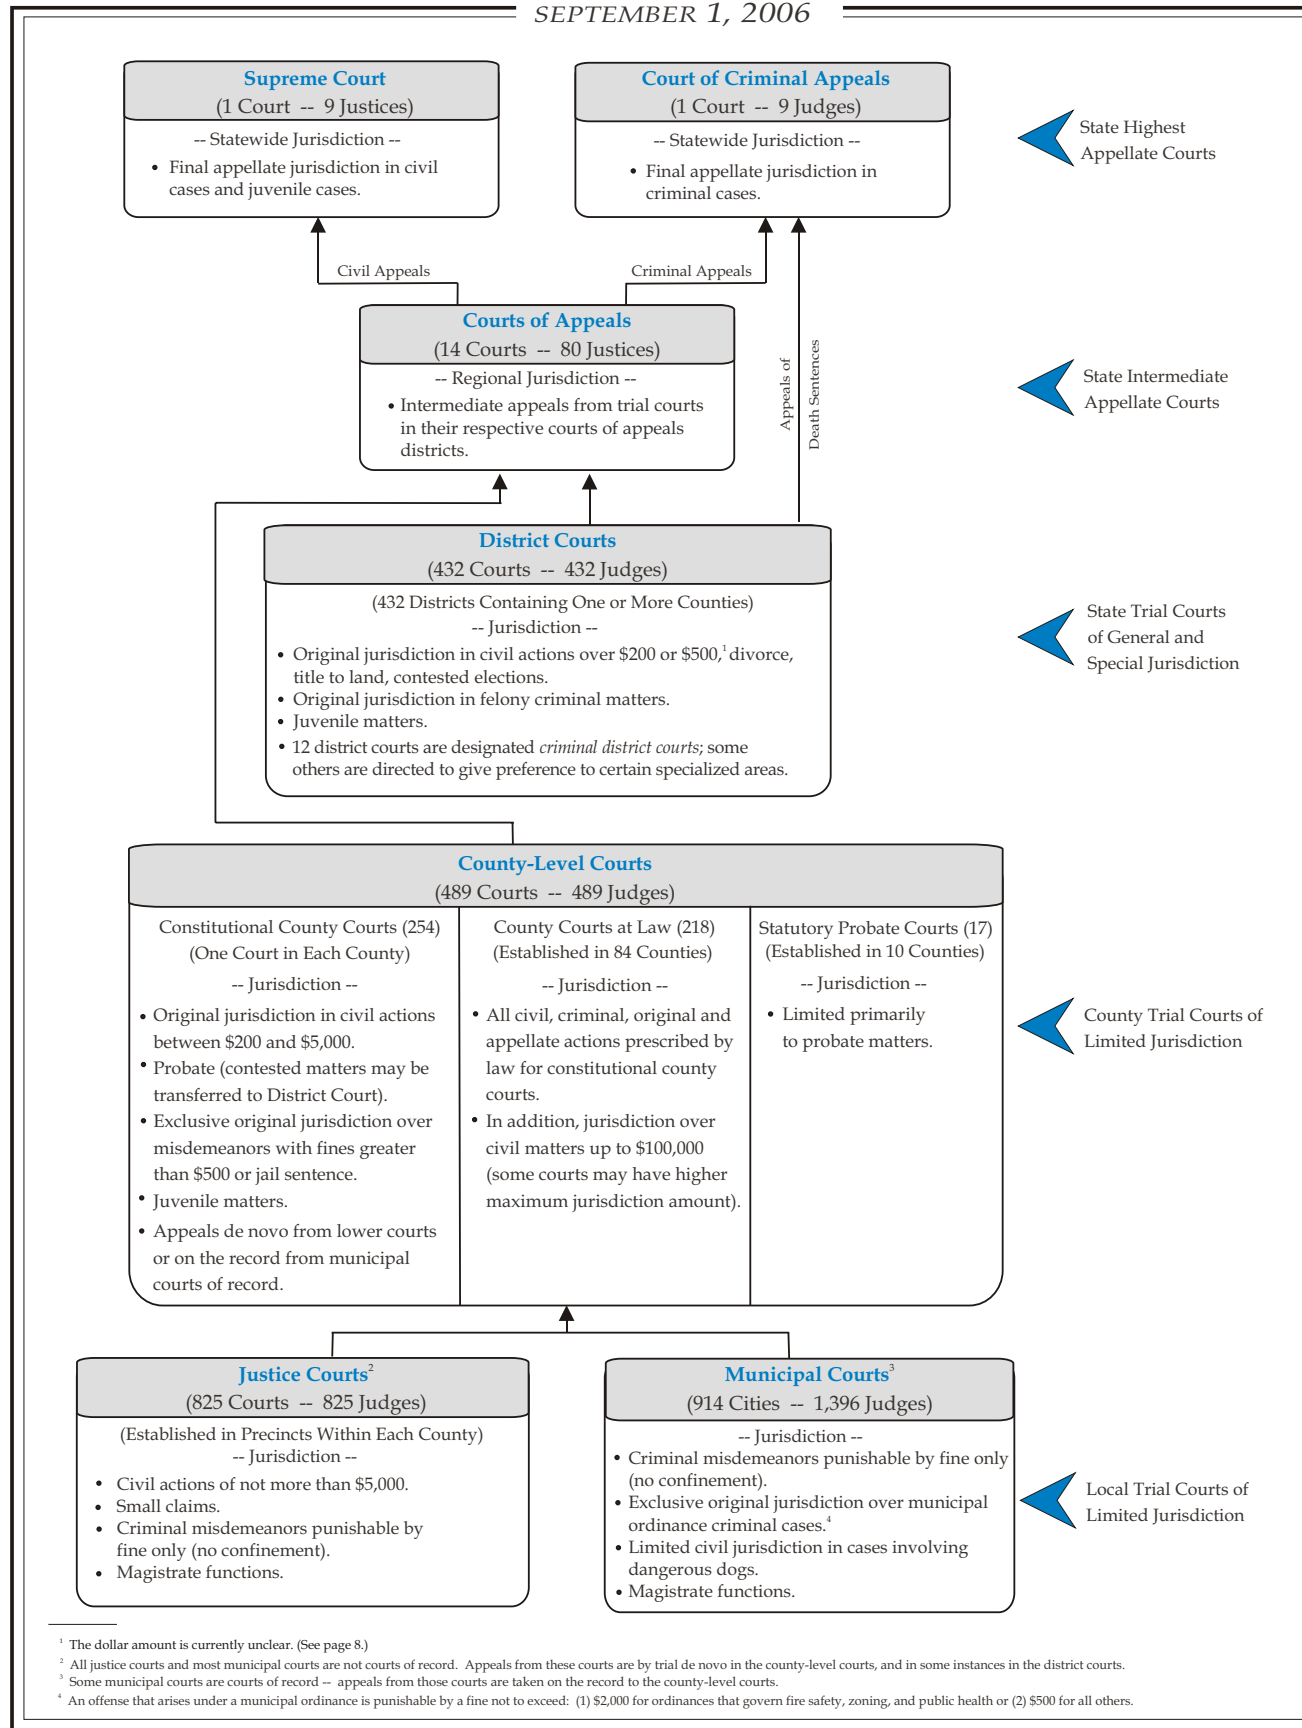 SEPTEMBER 1, 2006
Supreme Court
(1 Court -- 9 Justices)
-- Statewide Jurisdiction --
• Final appellate jurisdiction in civil
cases and juvenile cases.
Court of Criminal Appeals
(1 Court -- 9 Judges)
-- Statewide Jurisdiction --
• Final appellate jurisdiction in
criminal cases.
State Highest
Appellate Courts
Civil Appeals
Criminal Appeals
Courts of Appeals
(14 Courts -- 80 Justices)
-- Regional Jurisdiction --
• Intermediate appeals from trial courts
in their respective courts of appeals
districts.
Appeals of
Death Sentences
State Intermediate
Appellate Courts
District Courts
(432 Courts -- 432 Judges)
(432 Districts Containing One or More Counties)
-- Jurisdiction --
• Original jurisdiction in civil actions over $200 or $500,1 divorce,
title to land, contested elections.
• Original jurisdiction in felony criminal matters.
• Juvenile matters.
• 12 district courts are designated criminal district courts; some
others are directed to give preference to certain specialized areas.
State Trial Courts
of General and
Special Jurisdiction
County-Level Courts
(489 Courts -- 489 Judges)
Constitutional County Courts (254)
(One Court in Each County)
-- Jurisdiction --
• Original jurisdiction in civil actions
between $200 and $5,000.
• Probate (contested matters may be
transferred to District Court).
• Exclusive original jurisdiction over
misdemeanors with fines greater
than $500 or jail sentence.
• Juvenile matters.
• Appeals de novo from lower courts
or on the record from municipal
courts of record.
County Courts at Law (218)
(Established in 84 Counties)
-- Jurisdiction --
• All civil, criminal, original and
appellate actions prescribed by
law for constitutional county
courts.
• In addition, jurisdiction over
civil matters up to $100,000
(some courts may have higher
maximum jurisdiction amount).
Statutory Probate Courts (17)
(Established in 10 Counties)
-- Jurisdiction --
• Limited primarily
to probate matters.
County Trial Courts of
Limited Jurisdiction
Justice Courts2
(825 Courts -- 825 Judges)
(Established in Precincts Within Each County)
-- Jurisdiction --
• Civil actions of not more than $5,000.
• Small claims.
• Criminal misdemeanors punishable by
fine only (no confinement).
• Magistrate functions.
Municipal Courts3
(914 Cities -- 1,396 Judges)
-- Jurisdiction --
• Criminal misdemeanors punishable by fine only
(no confinement).
• Exclusive original jurisdiction over municipal
ordinance criminal cases.4
• Limited civil jurisdiction in cases involving
dangerous dogs.
• Magistrate functions.
Local Trial Courts of
Limited Jurisdiction
1 The dollar amount is currently unclear. (See page 8.)
2 All justice courts and most municipal courts are not courts of record. Appeals from these courts are by trial de novo in the county-level courts, and in some instances in the district courts.
3 Some municipal courts are courts of record -- appeals from those courts are taken on the record to the county-level courts.
4 An offense that arises under a municipal ordinance is punishable by a fine not to exceed: (1) $2,000 for ordinances that govern fire safety, zoning, and public health or (2) $500 for all others.